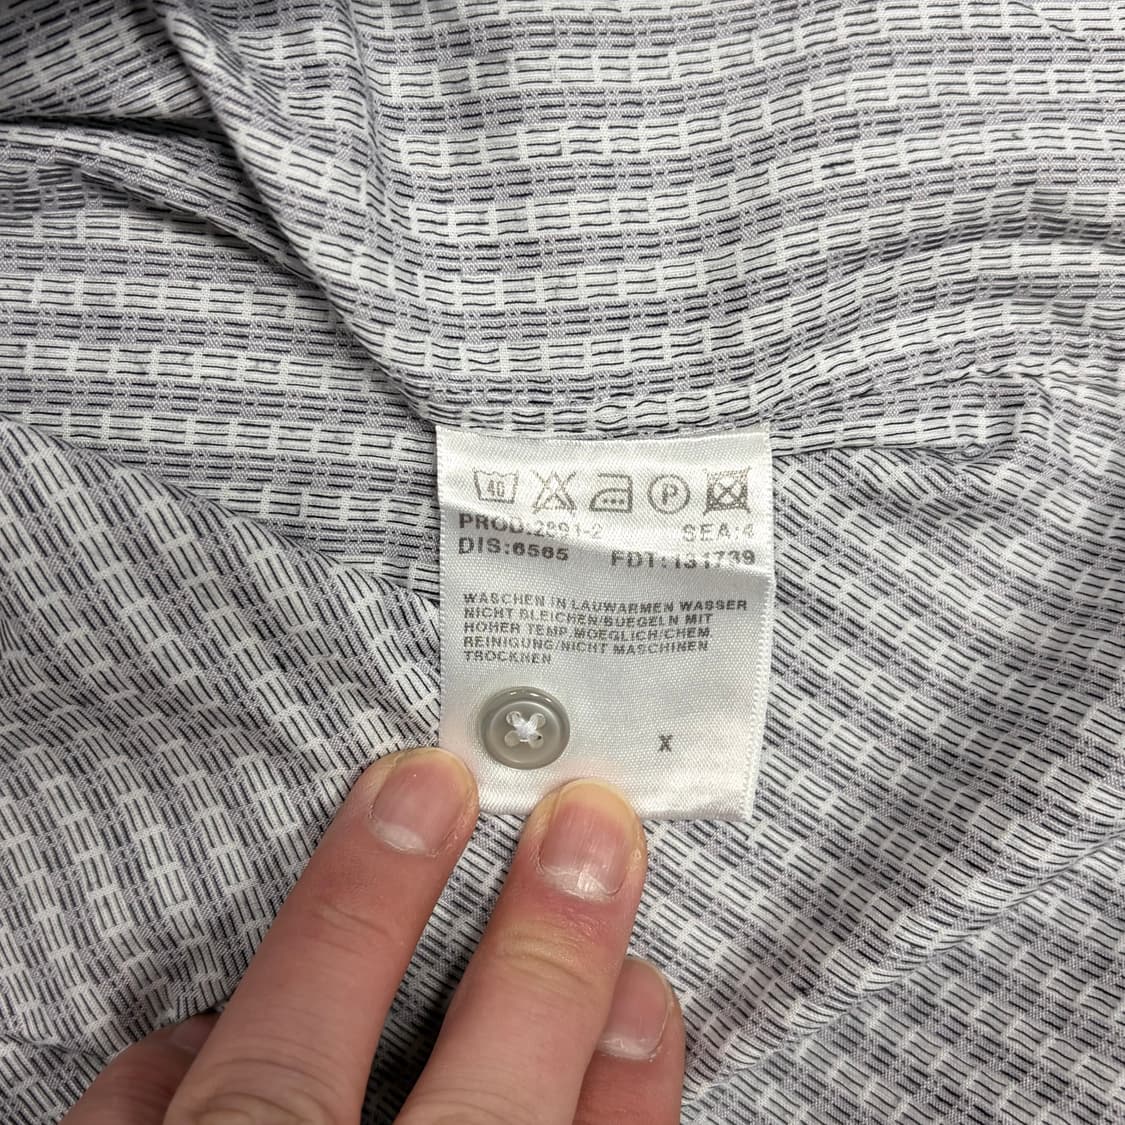 40 P
PROD:2891-2 SEA:4
DIS:6565 FDT:131739
WASCHEN IN LAUWARMEN WASSER
NICHT BLEICHEN/BUEGELN MIT
HOHER TEMP.MOEGLICH/CHEM.
REINIGUNG/NICHT MASCHINEN
TROCKNEN
X